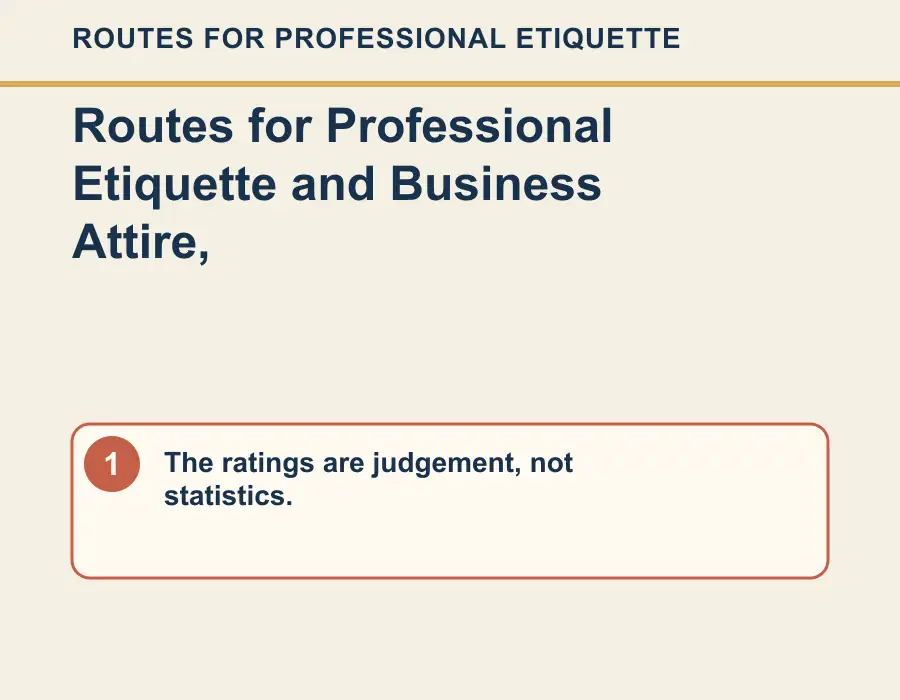 ROUTES FOR PROFESSIONAL ETIQUETTE
Routes for Professional
Etiquette and Business
Attire,
1
The ratings are judgement, not
statistics.